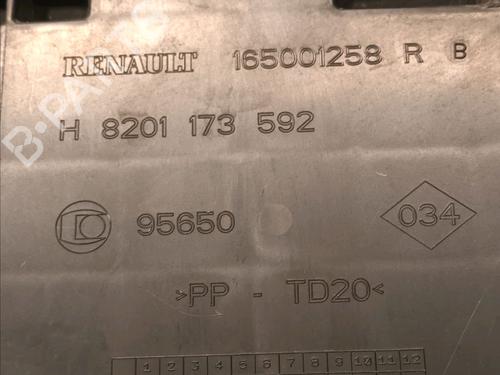 RENAULT 165001258 R B
H 8201 173 592
95650 034
>PP - TD20<
1 2 3 4 5 6 7 8 9 10 11 12
B-PARTS